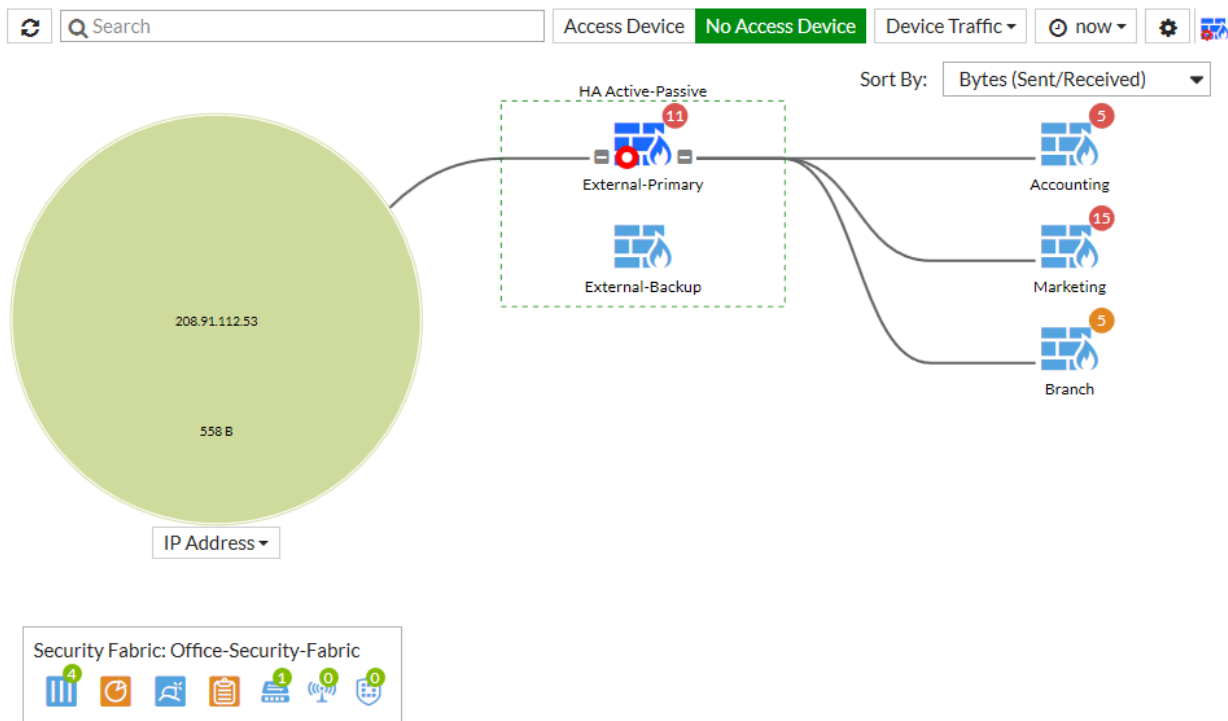 Search
Access Device
No Access Device
Device Traffic
now
Sort By:
Bytes (Sent/Received)
HA Active-Passive
11
External-Primary
External-Backup
5
Accounting
15
Marketing
5
Branch
208.91.112.53
558 B
IP Address
Security Fabric: Office-Security-Fabric
4
1
0
0